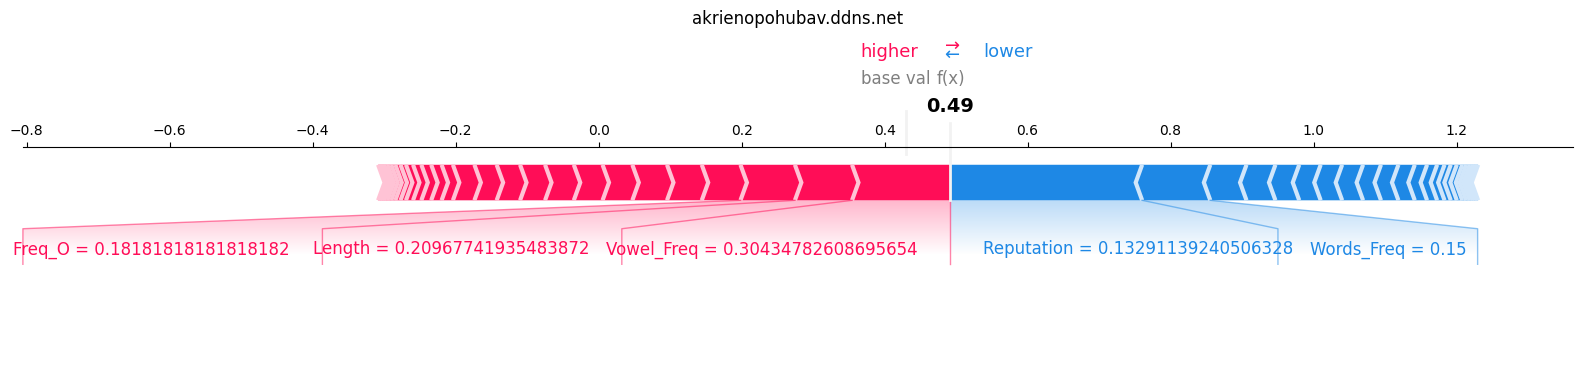 akrienopohubav.ddns.net
higher ⇄ lower
base val f(x)
0.49
−0.8 −0.6 −0.4 −0.2 0.0 0.2 0.4 0.6 0.8 1.0 1.2
Freq_O = 0.18181818181818182 Length = 0.20967741935483872 Vowel_Freq = 0.30434782608695654 Reputation = 0.13291139240506328 Words_Freq = 0.15